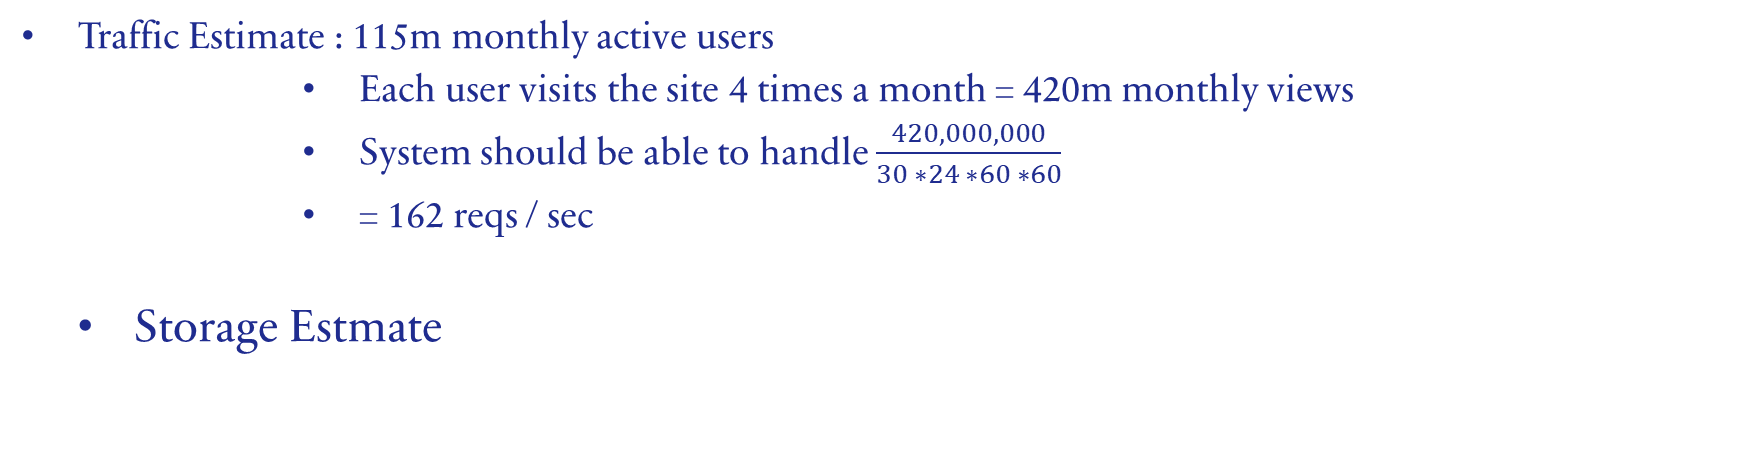 • Traffic Estimate : 115m monthly active users
• Each user visits the site 4 times a month = 420m monthly views
• System should be able to handle 420,000,000 / 30 *24 *60 *60
• = 162 reqs / sec
• Storage Estmate